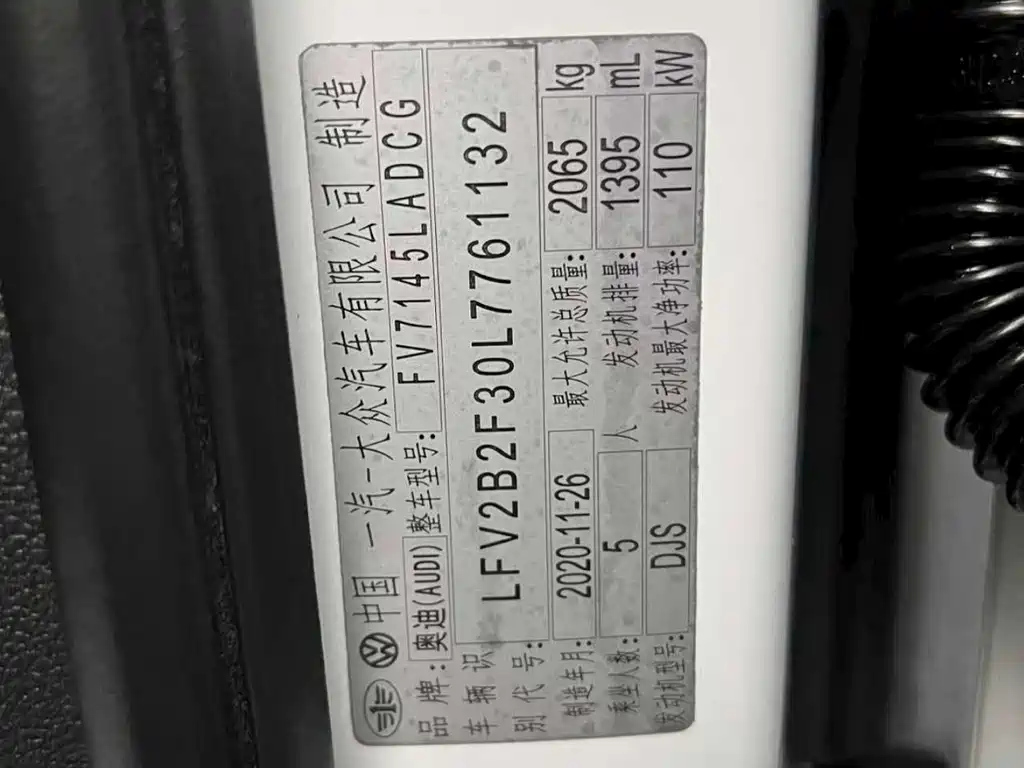 中国 一汽-大众汽车有限公司 制造
品牌: 奥迪(AUDI) 整车型号: FV7145LADCG
车辆识别代号: LFV2B2F30L7761132
制造年月: 2020-11-26 最大允许总质量: 2065 kg
乘坐人数: 5 人 发动机排量: 1395 mL
发动机型号: DJS 发动机最大净功率: 110 kW